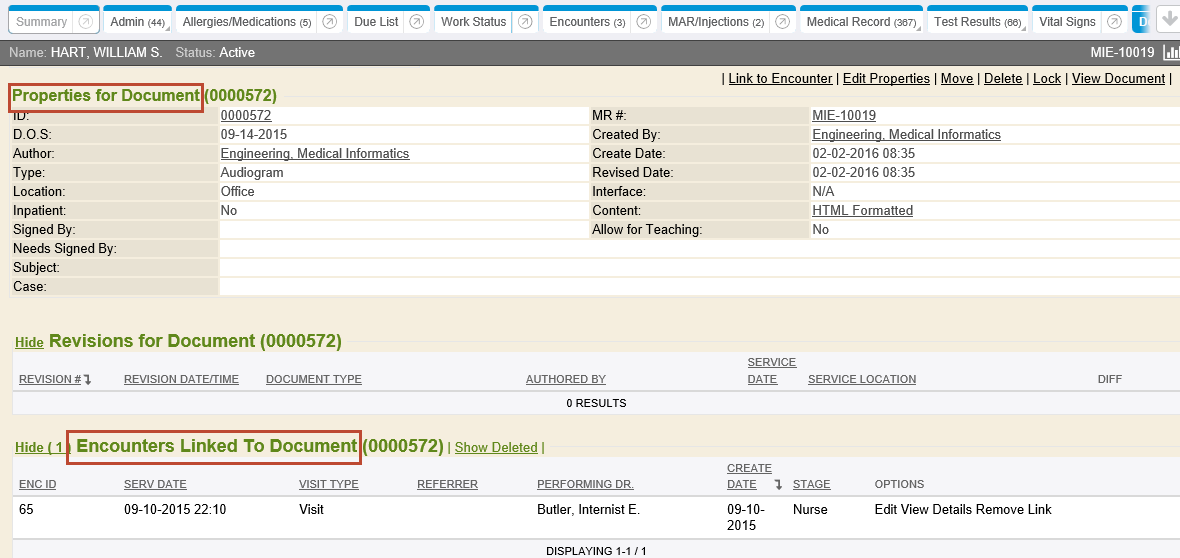 Summary Admin (44) Allergies/Medications (5) Due List Work Status Encounters (3) MAR/Injections (2) Medical Record (367) Test Results (66) Vital Signs
Name: HART, WILLIAM S. Status: Active MIE-10019
| Link to Encounter | Edit Properties | Move | Delete | Lock | View Document |
Properties for Document (0000572)
ID: 0000572 MR #: MIE-10019
D.O.S: 09-14-2015 Created By: Engineering, Medical Informatics
Author: Engineering, Medical Informatics Create Date: 02-02-2016 08:35
Type: Audiogram Revised Date: 02-02-2016 08:35
Location: Office Interface: N/A
Inpatient: No Content: HTML Formatted
Signed By: Allow for Teaching: No
Needs Signed By:
Subject:
Case:
Hide Revisions for Document (0000572)
REVISION # REVISION DATE/TIME DOCUMENT TYPE AUTHORED BY SERVICE DATE SERVICE LOCATION DIFF
0 RESULTS
Hide ( 1 ) Encounters Linked To Document (0000572) | Show Deleted |
ENC ID SERV DATE VISIT TYPE REFERRER PERFORMING DR. CREATE DATE STAGE OPTIONS
65 09-10-2015 22:10 Visit Butler, Internist E. 09-10-2015 Nurse Edit View Details Remove Link
DISPLAYING 1-1 / 1